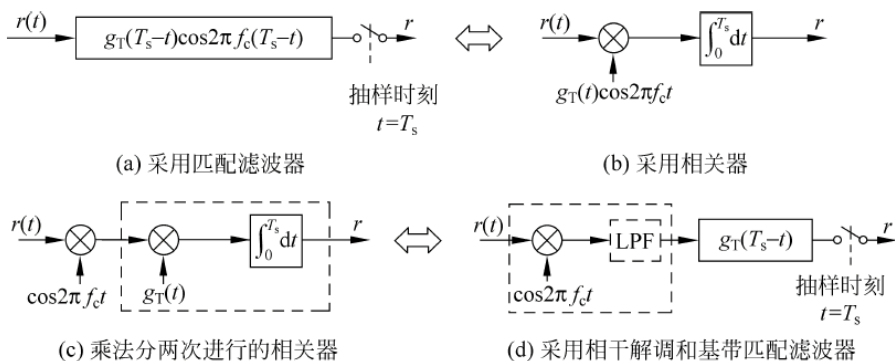 r(t)
g_T(T_s–t)cos2πf_c(T_s–t)
r
抽样时刻
t=T_s
(a) 采用匹配滤波器
r(t)
∫_0^{T_s}dt
r
g_T(t)cos2πf_ct
(b) 采用相关器
r(t)
∫_0^{T_s}dt
r
cos2πf_ct
g_T(t)
(c) 乘法分两次进行的相关器
r(t)
LPF
g_T(T_s–t)
r
cos2πf_ct
抽样时刻
t=T_s
(d) 采用相干解调和基带匹配滤波器